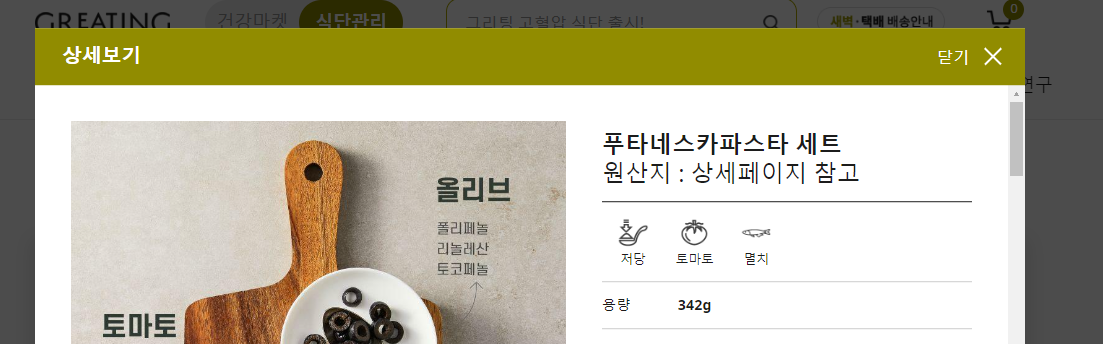 GREATING
건강마켓
식단관리
그리팅 고혈압 식단 출시!
새벽·택배 배송안내
0
상세보기
닫기
연구
올리브
폴리페놀
리놀레산
토코페놀
토마토
푸타네스카파스타 세트
원산지 : 상세페이지 참고
저당
토마토
멸치
용량 342g